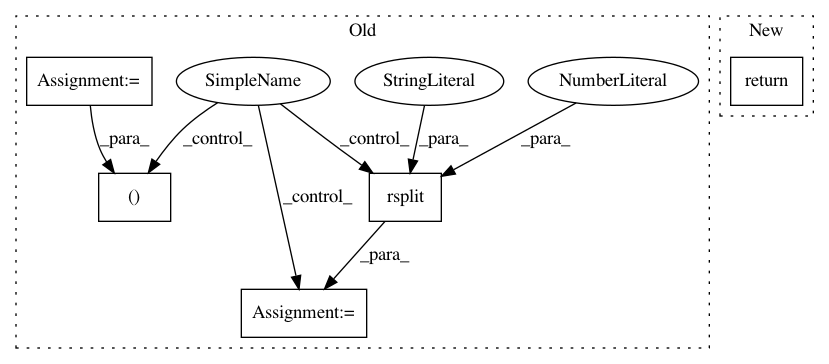 Old
New
Assignment:=
SimpleName
StringLiteral
NumberLiteral
return
_para_
_control_
_control_
_para_
_para_
()
_control_
rsplit
_para_
Assignment:=